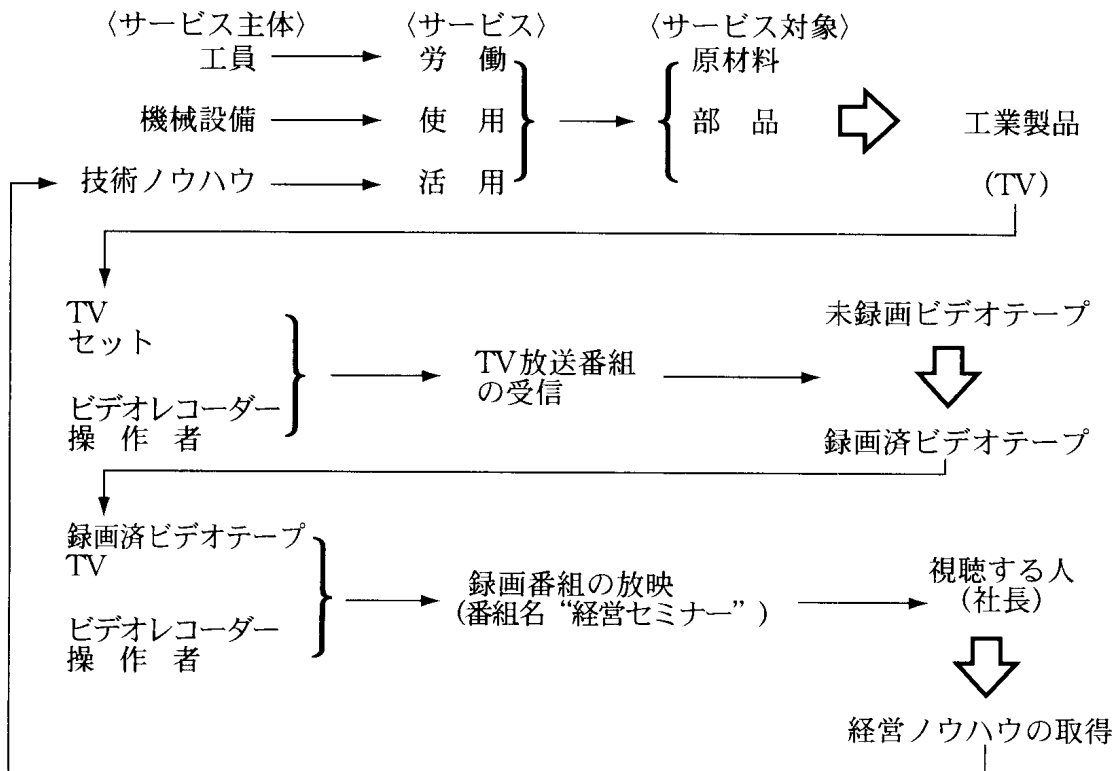 〈サービス主体〉 〈サービス〉 〈サービス対象〉
工員 労働 原材料
機械設備 使用 部品 工業製品
技術ノウハウ 活用 (TV)
TV
セット
ビデオレコーダー
操作者
TV放送番組
の受信
未録画ビデオテープ
録画済ビデオテープ
録画済ビデオテープ
TV
ビデオレコーダー
操作者
録画番組の放映
(番組名“経営セミナー”)
視聴する人
(社長)
経営ノウハウの取得